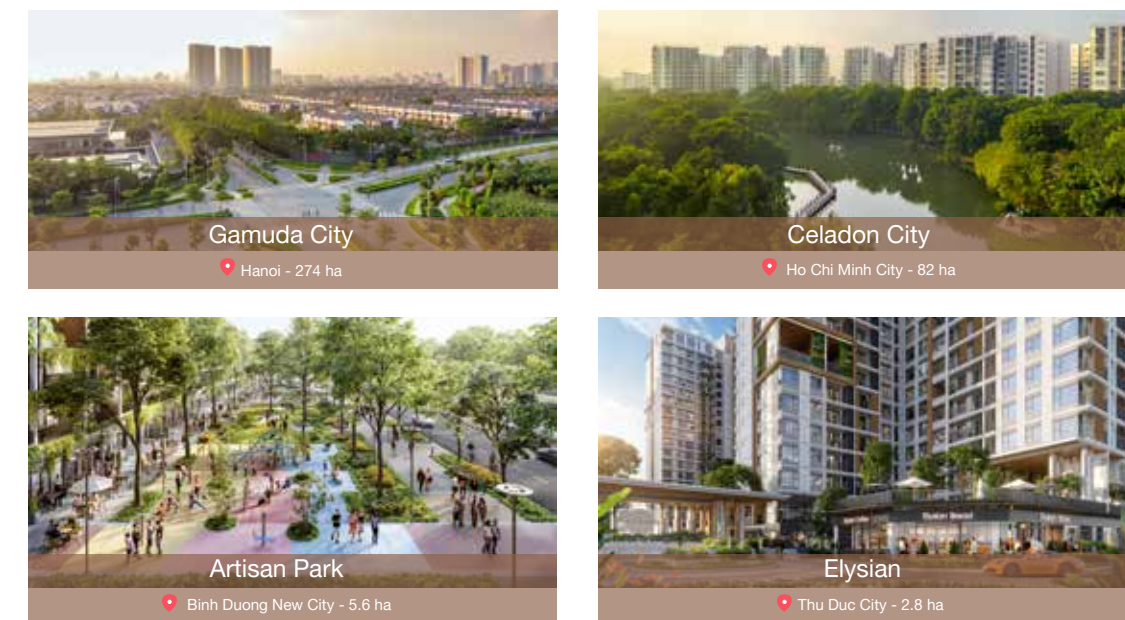 Gamuda City
Hanoi - 274 ha
Celadon City
Ho Chi Minh City - 82 ha
Artisan Park
Binh Duong New City - 5.6 ha
Elysian
Thu Duc City - 2.8 ha